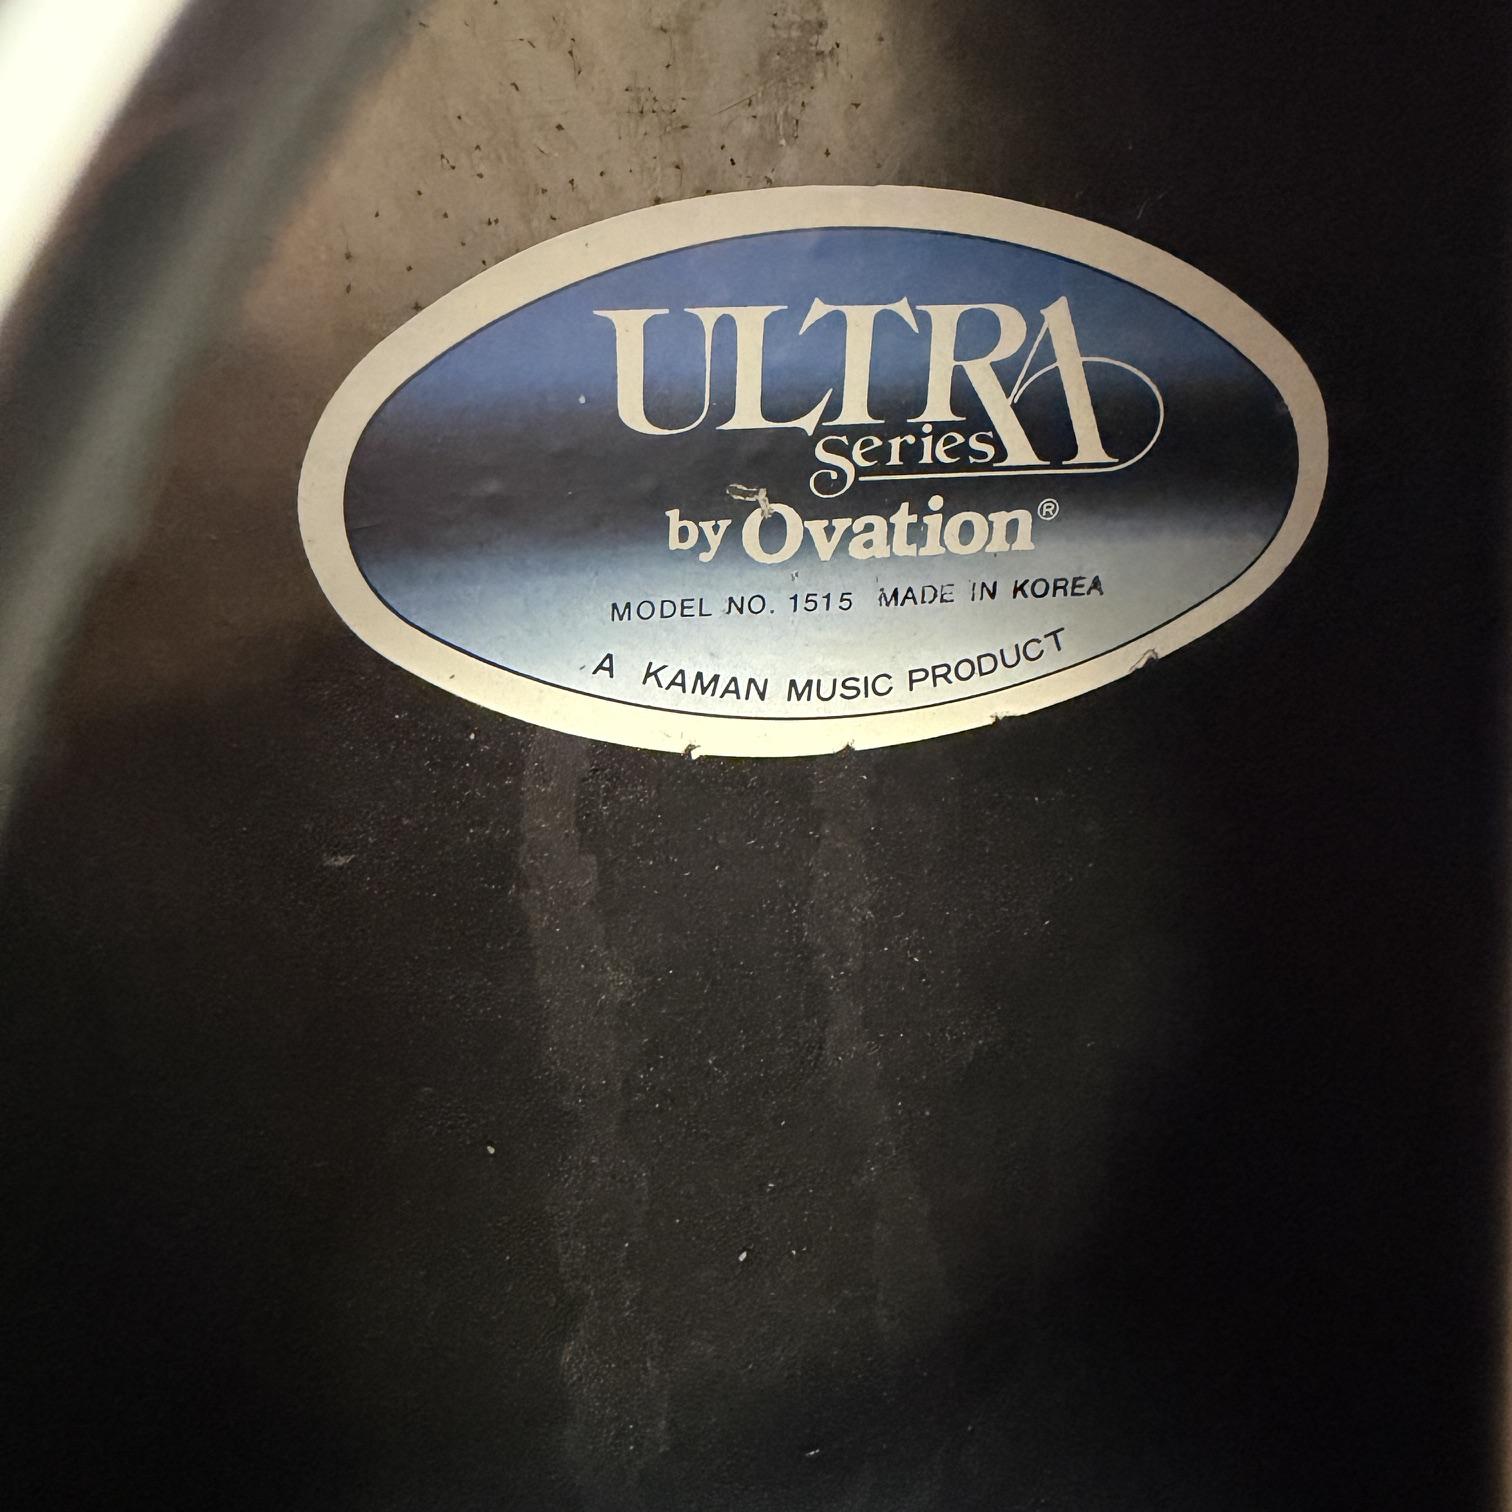 ULTRA
Series
by Ovation®
MODEL NO. 1515 MADE IN KOREA
A KAMAN MUSIC PRODUCT